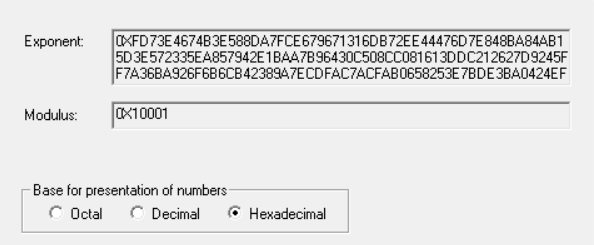 Exponent:
0XFD73E4674B3E588DA7FCE679671316DB72EE44476D7E848BA84AB1
5D3E572335EA857942E1BAA7B96430C508CC081613DDC212627D9245F
F7A36BA926F6B6CB42389A7ECDFAC7ACFAB0658253E7BDE3BA0424EF
Modulus:
0X10001
Base for presentation of numbers
Octal Decimal Hexadecimal